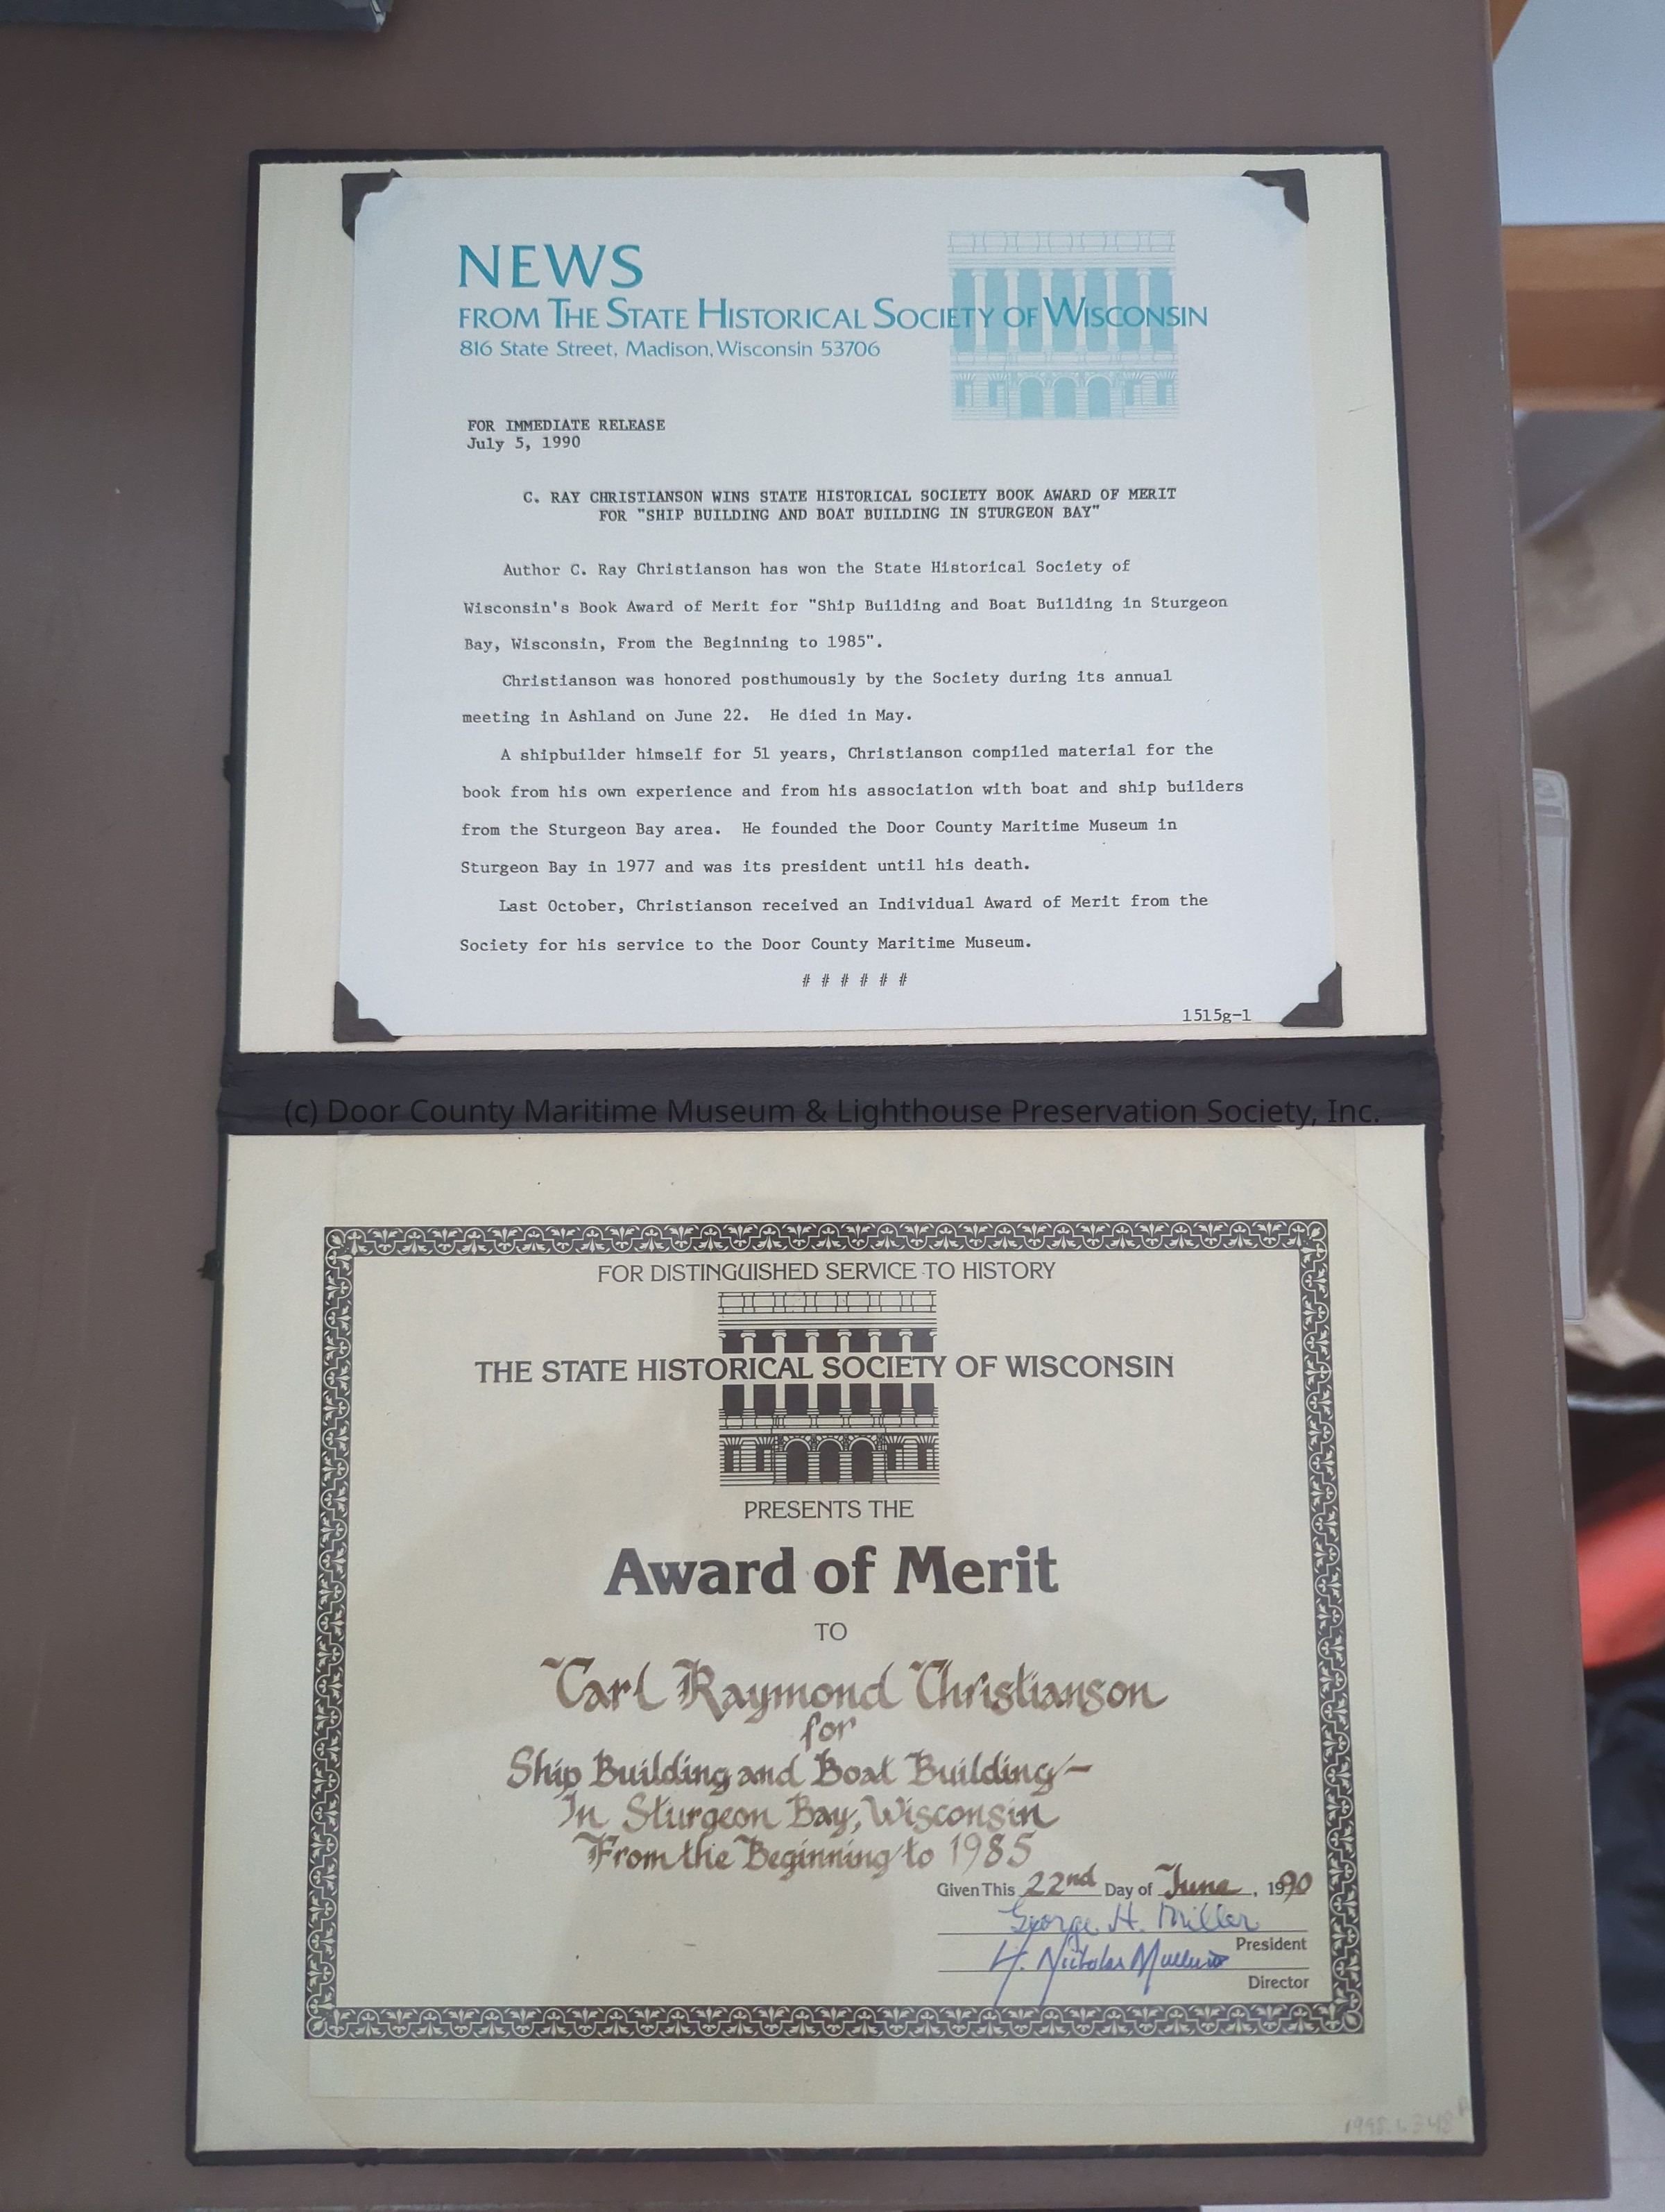 NEWS
FROM THE STATE HISTORICAL SOCIETY OF WISCONSIN
816 State Street, Madison, Wisconsin 53706
FOR IMMEDIATE RELEASE
July 5, 1990
C. RAY CHRISTIANSON WINS STATE HISTORICAL SOCIETY BOOK AWARD OF MERIT
FOR "SHIP BUILDING AND BOAT BUILDING IN STURGEON BAY"
Author C. Ray Christianson has won the State Historical Society of
Wisconsin's Book Award of Merit for "Ship Building and Boat Building in Sturgeon
Bay, Wisconsin, From the Beginning to 1985".
Christianson was honored posthumously by the Society during its annual
meeting in Ashland on June 22. He died in May.
A shipbuilder himself for 51 years, Christianson compiled material for the
book from his own experience and from his association with boat and ship builders
from the Sturgeon Bay area. He founded the Door County Maritime Museum in
Sturgeon Bay in 1977 and was its president until his death.
Last October, Christianson received an Individual Award of Merit from the
Society for his service to the Door County Maritime Museum.
# # # # # #
1515g-1
(c) Door County Maritime Museum & Lighthouse Preservation Society, Inc.
FOR DISTINGUISHED SERVICE TO HISTORY
THE STATE HISTORICAL SOCIETY OF WISCONSIN
PRESENTS THE
Award of Merit
TO
Carl Raymond Christianson
for
Ship Building and Boat Building-
In Sturgeon Bay, Wisconsin
From the Beginning to 1985
Given This 22nd Day of June, 1990
George H. Miller
President
H. Nicholas Muller
Director